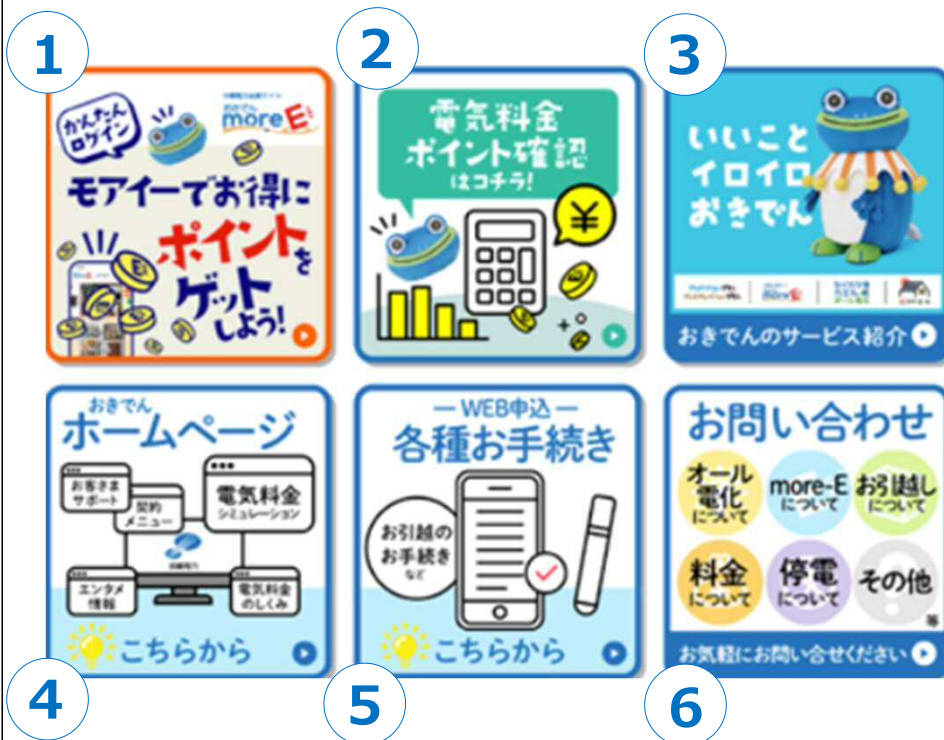 ①
かんたん
ログイン
おきでん
more E
モアイーでお得に
ポイントを
ゲット
しよう!
②
電気料金
ポイント確認
はコチラ!
¥
③
いいこと
イロイロ
おきでん
more E
おきでんのサービス紹介
おきでん
ホームページ
お客さま
サポート
契約
メニュー
電気料金
シミュレーション
沖縄電力
エンタメ
情報
電気料金
のしくみ
こちらから
④
― WEB申込 ―
各種お手続き
お引越の
お手続き
など
こちらから
⑤
お問い合わせ
オール
電化
について
more-E
について
お引越し
について
料金
について
停電
について
その他
等
お気軽にお問い合せください
⑥